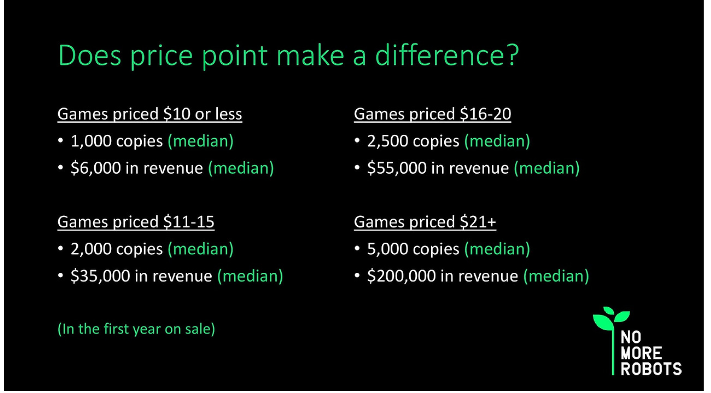 Does price point make a difference?
Games priced $10 or less
• 1,000 copies (median)
• $6,000 in revenue (median)
Games priced $11-15
• 2,000 copies (median)
• $35,000 in revenue (median)
(In the first year on sale)
Games priced $16-20
• 2,500 copies (median)
• $55,000 in revenue (median)
Games priced $21+
• 5,000 copies (median)
• $200,000 in revenue (median)
NO
MORE
ROBOTS